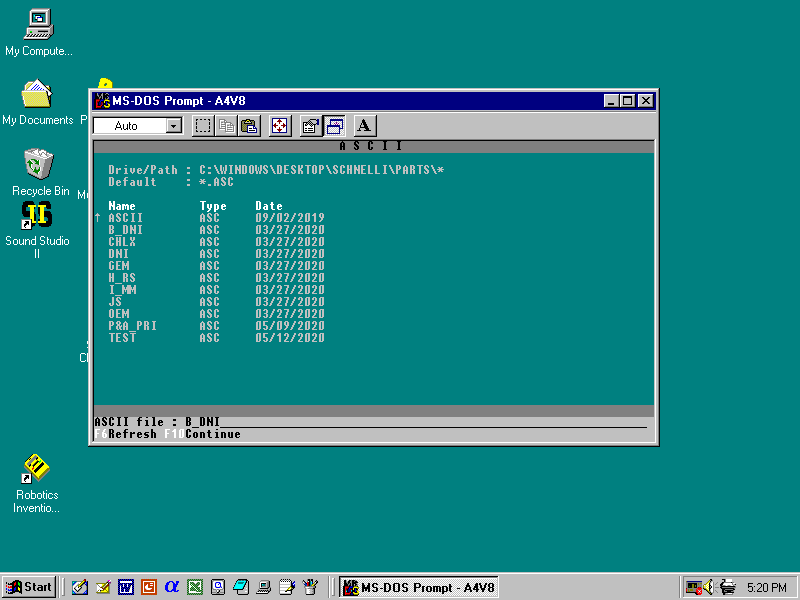 My Compute...
My Documents
P
Recycle Bin
M
Sound Studio
II
Robotics
Inventio...
MS-DOS Prompt - A4V8
Auto
A
A S C I I
Drive/Path : C:\WINDOWS\DESKTOP\SCHNELLI\PARTS\*
Default : *.ASC
Name Type Date
↑ ASCII ASC 09/02/2019
B_DNI ASC 03/27/2020
CHLX ASC 03/27/2020
DNI ASC 03/27/2020
GEM ASC 03/27/2020
H_RS ASC 03/27/2020
I_MM ASC 03/27/2020
JS ASC 03/27/2020
OEM ASC 03/27/2020
P&A_PRI ASC 05/09/2020
TEST ASC 05/12/2020
ASCII file : B_DNI
F6Refresh F10Continue
Start
MS-DOS Prompt - A4V8
5:20 PM